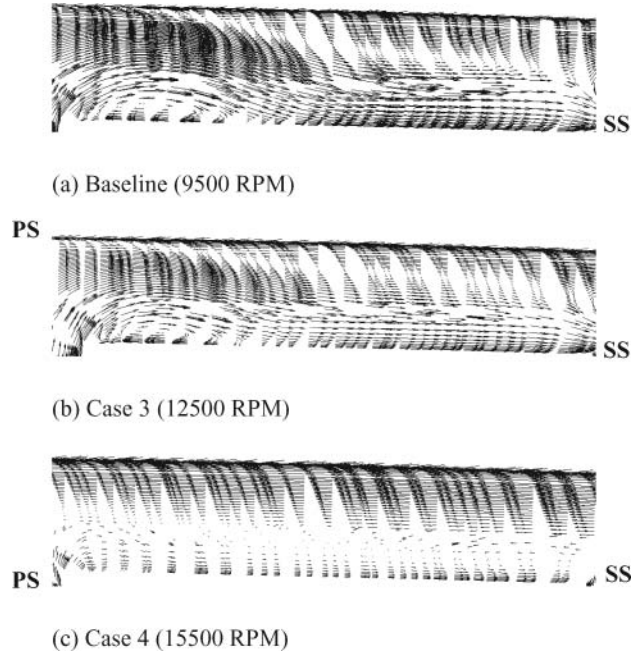 SS
(a) Baseline (9500 RPM)
PS
SS
(b) Case 3 (12500 RPM)
PS
SS
(c) Case 4 (15500 RPM)